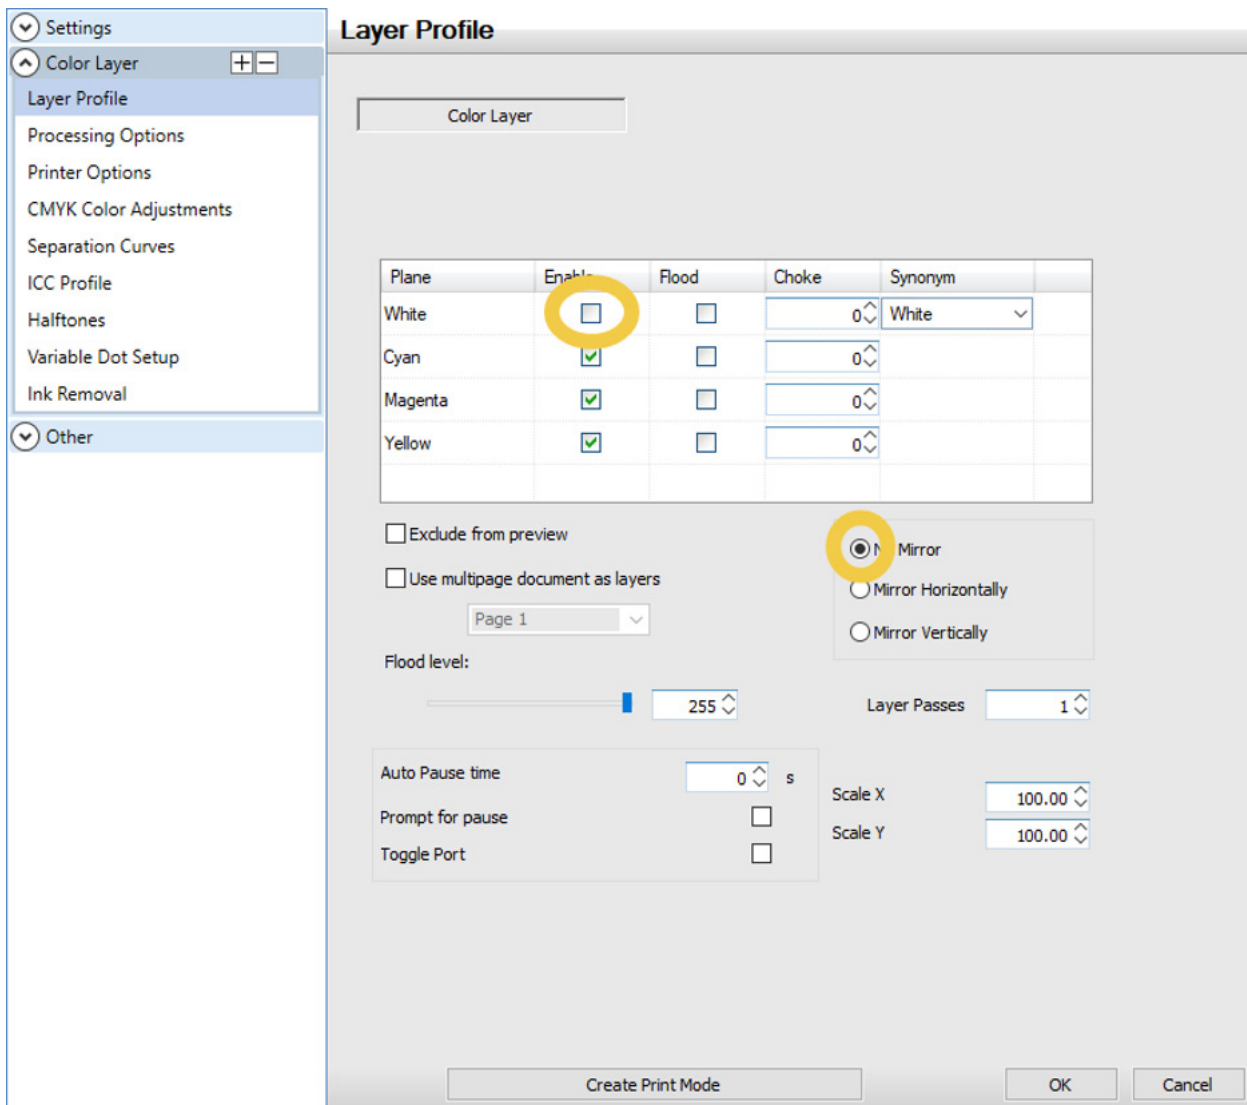 Settings
Color Layer
Layer Profile
Processing Options
Printer Options
CMYK Color Adjustments
Separation Curves
ICC Profile
Halftones
Variable Dot Setup
Ink Removal
Other
Layer Profile
Color Layer
Plane Enable Flood Choke Synonym
White 0 White
Cyan 0
Magenta 0
Yellow 0
Exclude from preview
Use multipage document as layers
Page 1
No Mirror
Mirror Horizontally
Mirror Vertically
Flood level:
255
Layer Passes 1
Auto Pause time 0 s
Prompt for pause
Toggle Port
Scale X 100.00
Scale Y 100.00
Create Print Mode OK Cancel